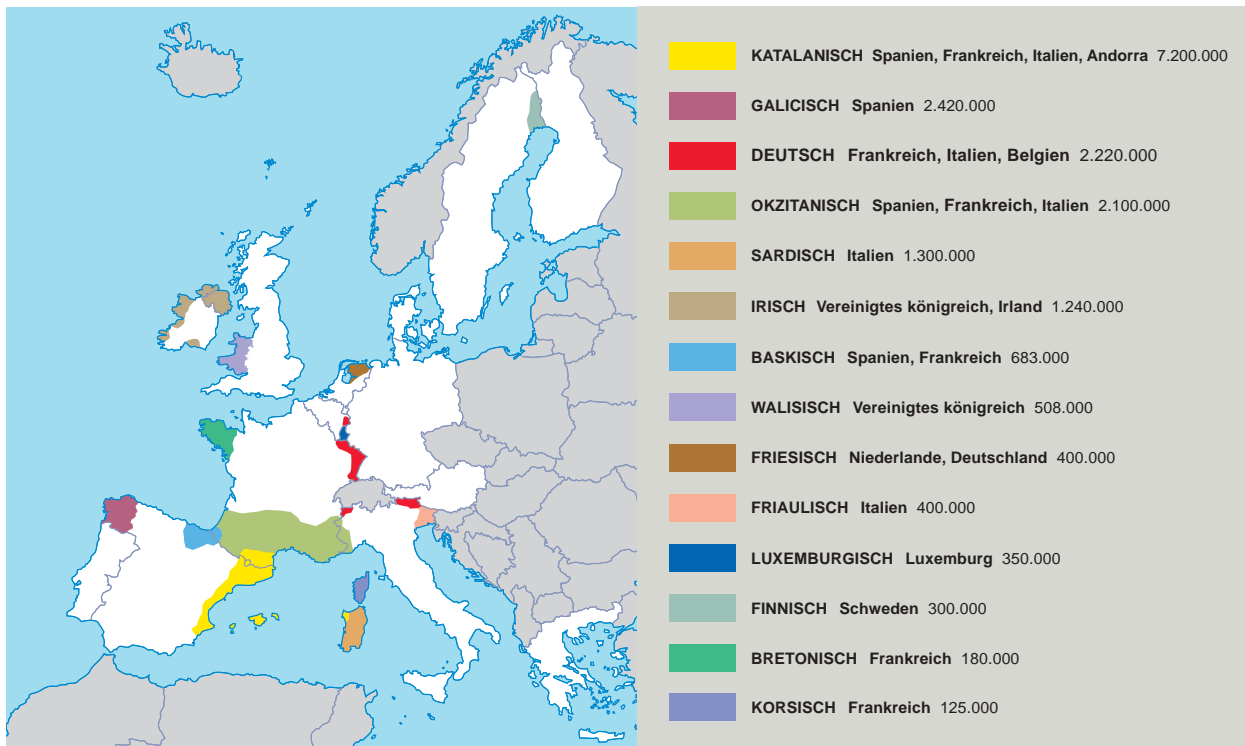 KATALANISCH Spanien, Frankreich, Italien, Andorra 7.200.000
GALICISCH Spanien 2.420.000
DEUTSCH Frankreich, Italien, Belgien 2.220.000
OKZITANISCH Spanien, Frankreich, Italien 2.100.000
SARDISCH Italien 1.300.000
IRISCH Vereinigtes königreich, Irland 1.240.000
BASKISCH Spanien, Frankreich 683.000
WALISISCH Vereinigtes königreich 508.000
FRIESISCH Niederlande, Deutschland 400.000
FRIAULISCH Italien 400.000
LUXEMBURGISCH Luxemburg 350.000
FINNISCH Schweden 300.000
BRETONISCH Frankreich 180.000
KORSISCH Frankreich 125.000